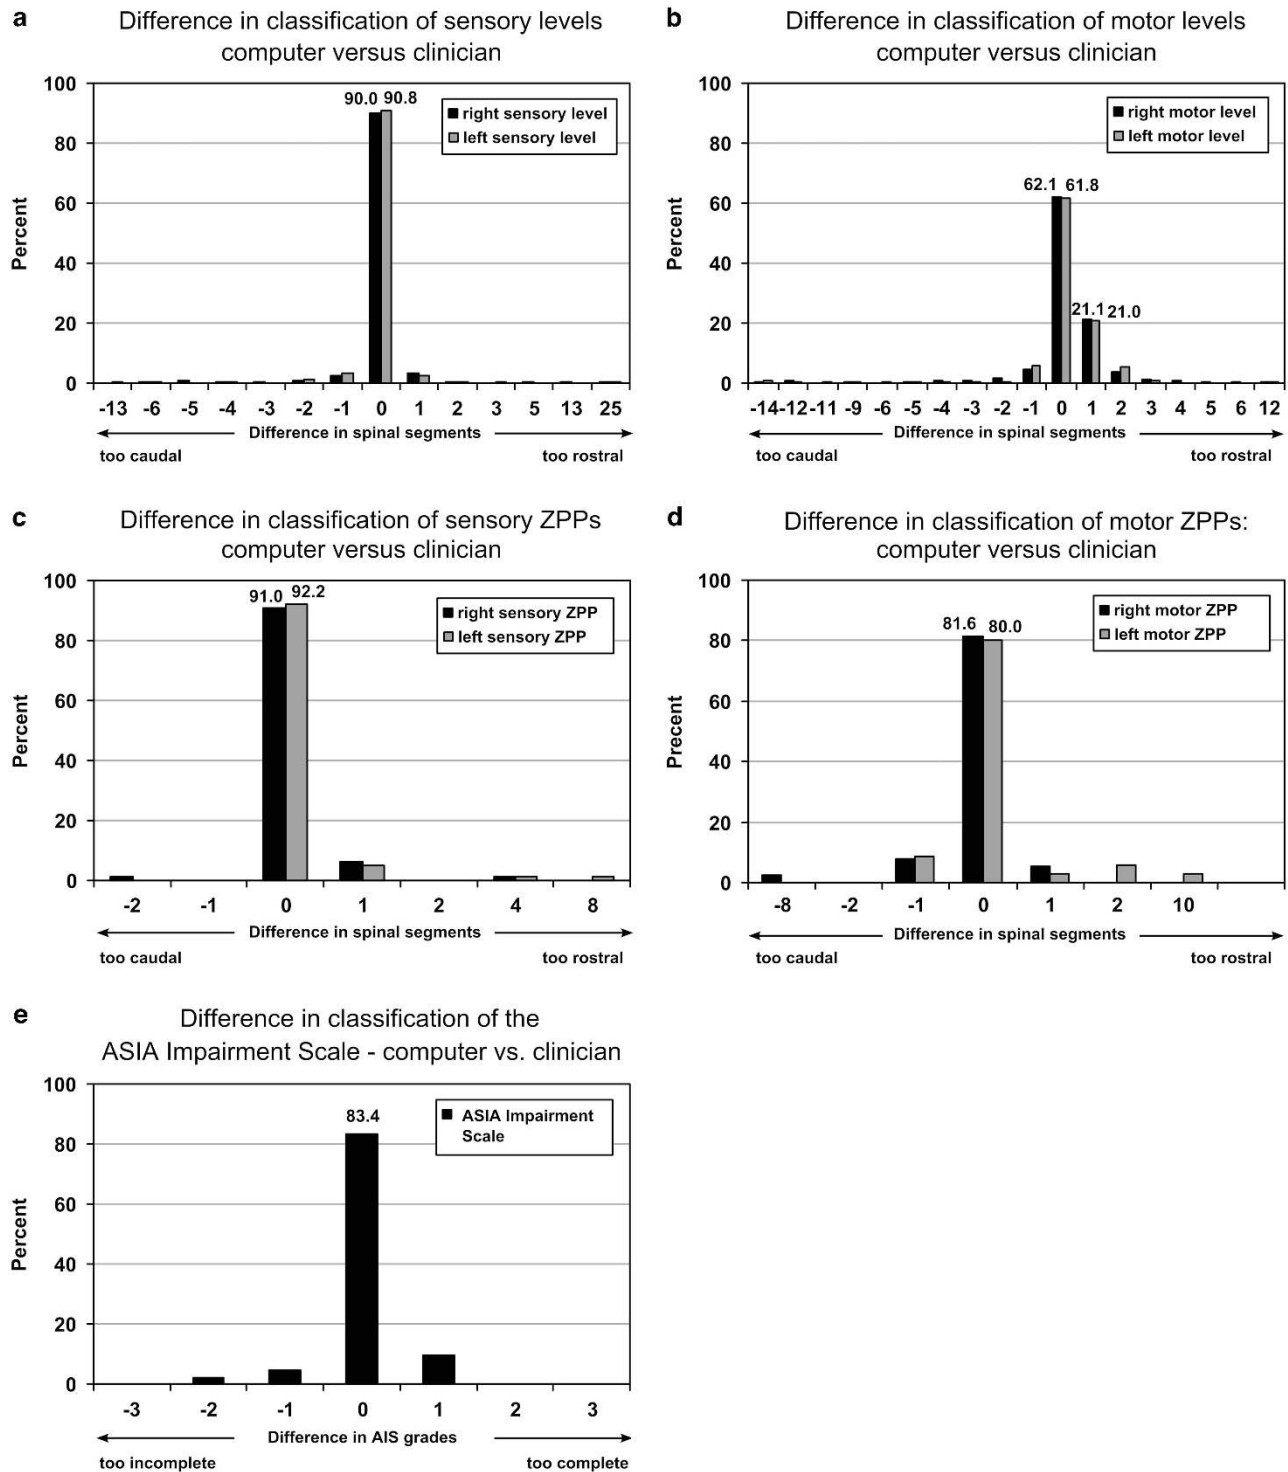 a
Difference in classification of sensory levels
computer versus clinician
100
80
60
40
20
0
Percent
90.0 90.8
right sensory level
left sensory level
-13 -6 -5 -4 -3 -2 -1 0 1 2 3 5 13 25
Difference in spinal segments
too caudal too rostral
b
Difference in classification of motor levels
computer versus clinician
100
80
60
40
20
0
Percent
62.1 61.8
21.1 21.0
right motor level
left motor level
-14 -12 -11 -9 -6 -5 -4 -3 -2 -1 0 1 2 3 4 5 6 12
Difference in spinal segments
too caudal too rostral
c
Difference in classification of sensory ZPPs
computer versus clinician
100
80
60
40
20
0
Percent
91.0 92.2
right sensory ZPP
left sensory ZPP
-2 -1 0 1 2 4 8
Difference in spinal segments
too caudal too rostral
d
Difference in classification of motor ZPPs:
computer versus clinician
100
80
60
40
20
0
Precent
81.6 80.0
right motor ZPP
left motor ZPP
-8 -2 -1 0 1 2 10
Difference in spinal segments
too caudal too rostral
e
Difference in classification of the
ASIA Impairment Scale - computer vs. clinician
100
80
60
40
20
0
Percent
83.4
ASIA Impairment
Scale
-3 -2 -1 0 1 2 3
Difference in AIS grades
too incomplete too complete